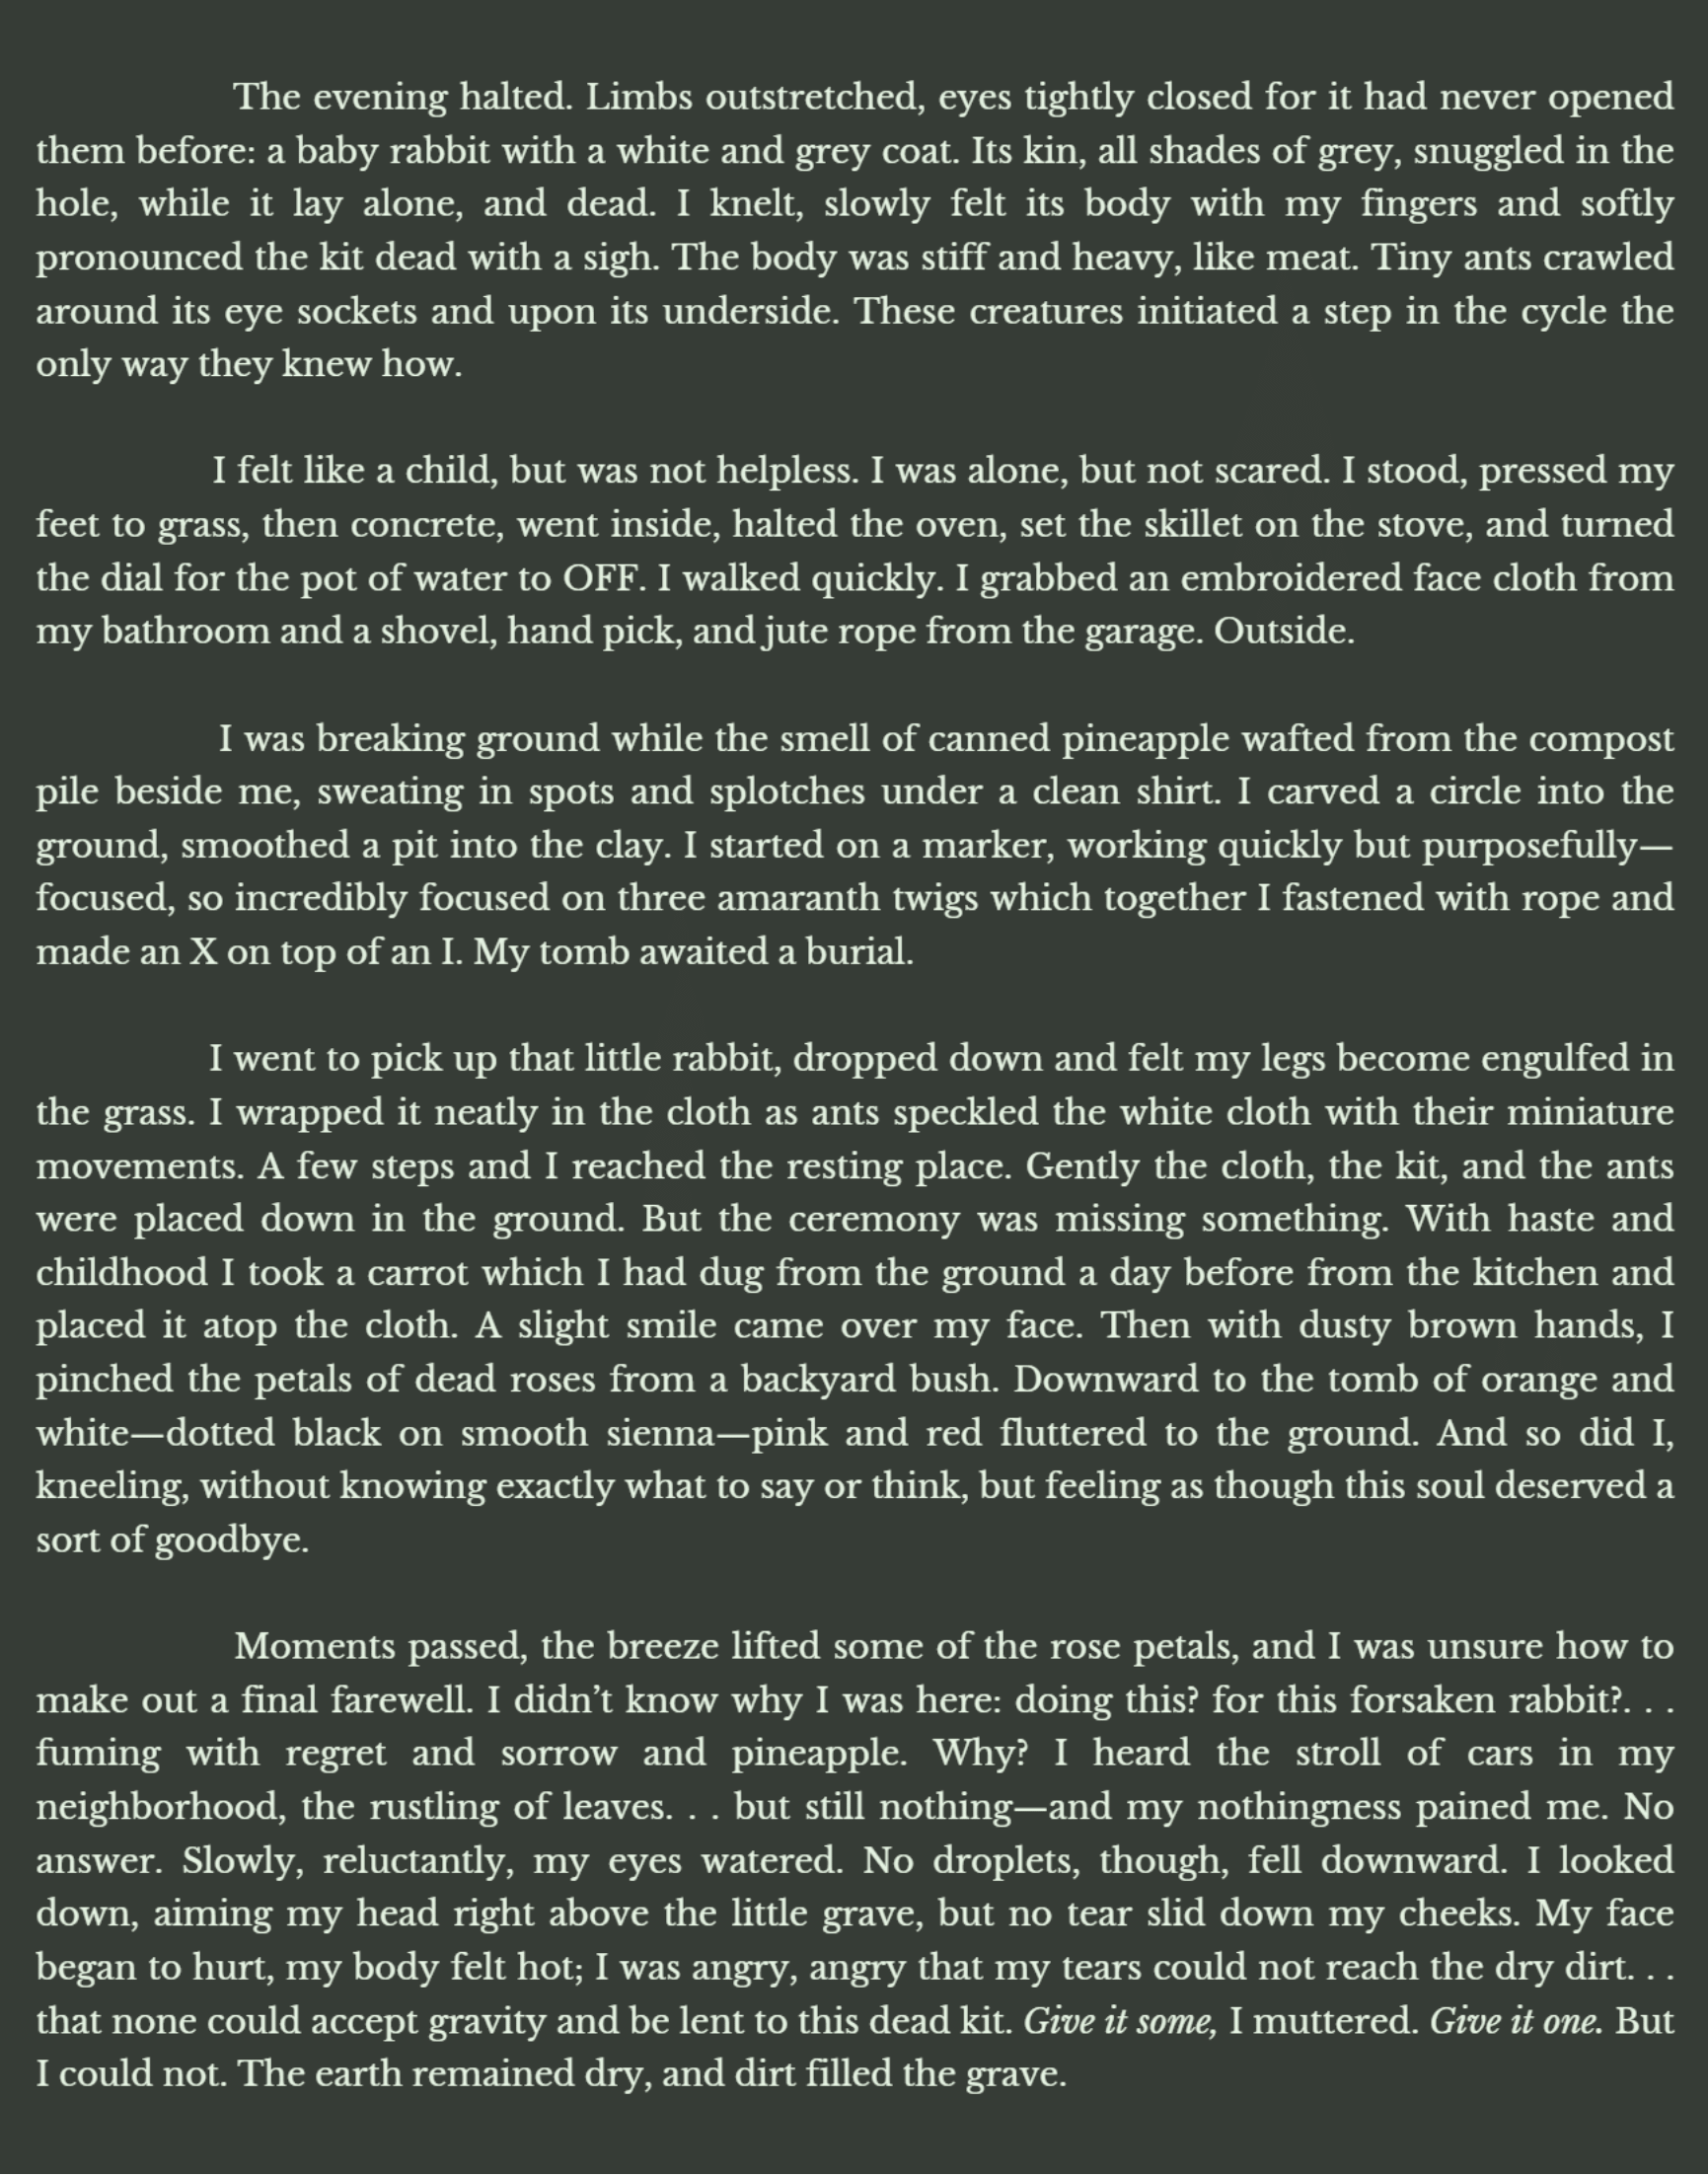 The evening halted. Limbs outstretched, eyes tightly closed for it had never opened
them before: a baby rabbit with a white and grey coat. Its kin, all shades of grey, snuggled in the
hole, while it lay alone, and dead. I knelt, slowly felt its body with my fingers and softly
pronounced the kit dead with a sigh. The body was stiff and heavy, like meat. Tiny ants crawled
around its eye sockets and upon its underside. These creatures initiated a step in the cycle the
only way they knew how.
I felt like a child, but was not helpless. I was alone, but not scared. I stood, pressed my
feet to grass, then concrete, went inside, halted the oven, set the skillet on the stove, and turned
the dial for the pot of water to OFF. I walked quickly. I grabbed an embroidered face cloth from
my bathroom and a shovel, hand pick, and jute rope from the garage. Outside.
I was breaking ground while the smell of canned pineapple wafted from the compost
pile beside me, sweating in spots and splotches under a clean shirt. I carved a circle into the
ground, smoothed a pit into the clay. I started on a marker, working quickly but purposefully—
focused, so incredibly focused on three amaranth twigs which together I fastened with rope and
made an X on top of an I. My tomb awaited a burial.
I went to pick up that little rabbit, dropped down and felt my legs become engulfed in
the grass. I wrapped it neatly in the cloth as ants speckled the white cloth with their miniature
movements. A few steps and I reached the resting place. Gently the cloth, the kit, and the ants
were placed down in the ground. But the ceremony was missing something. With haste and
childhood I took a carrot which I had dug from the ground a day before from the kitchen and
placed it atop the cloth. A slight smile came over my face. Then with dusty brown hands, I
pinched the petals of dead roses from a backyard bush. Downward to the tomb of orange and
white—dotted black on smooth sienna—pink and red fluttered to the ground. And so did I,
kneeling, without knowing exactly what to say or think, but feeling as though this soul deserved a
sort of goodbye.
Moments passed, the breeze lifted some of the rose petals, and I was unsure how to
make out a final farewell. I didn’t know why I was here: doing this? for this forsaken rabbit?. . .
fuming with regret and sorrow and pineapple. Why? I heard the stroll of cars in my
neighborhood, the rustling of leaves. . . but still nothing—and my nothingness pained me. No
answer. Slowly, reluctantly, my eyes watered. No droplets, though, fell downward. I looked
down, aiming my head right above the little grave, but no tear slid down my cheeks. My face
began to hurt, my body felt hot; I was angry, angry that my tears could not reach the dry dirt. . .
that none could accept gravity and be lent to this dead kit. Give it some, I muttered. Give it one. But
I could not. The earth remained dry, and dirt filled the grave.